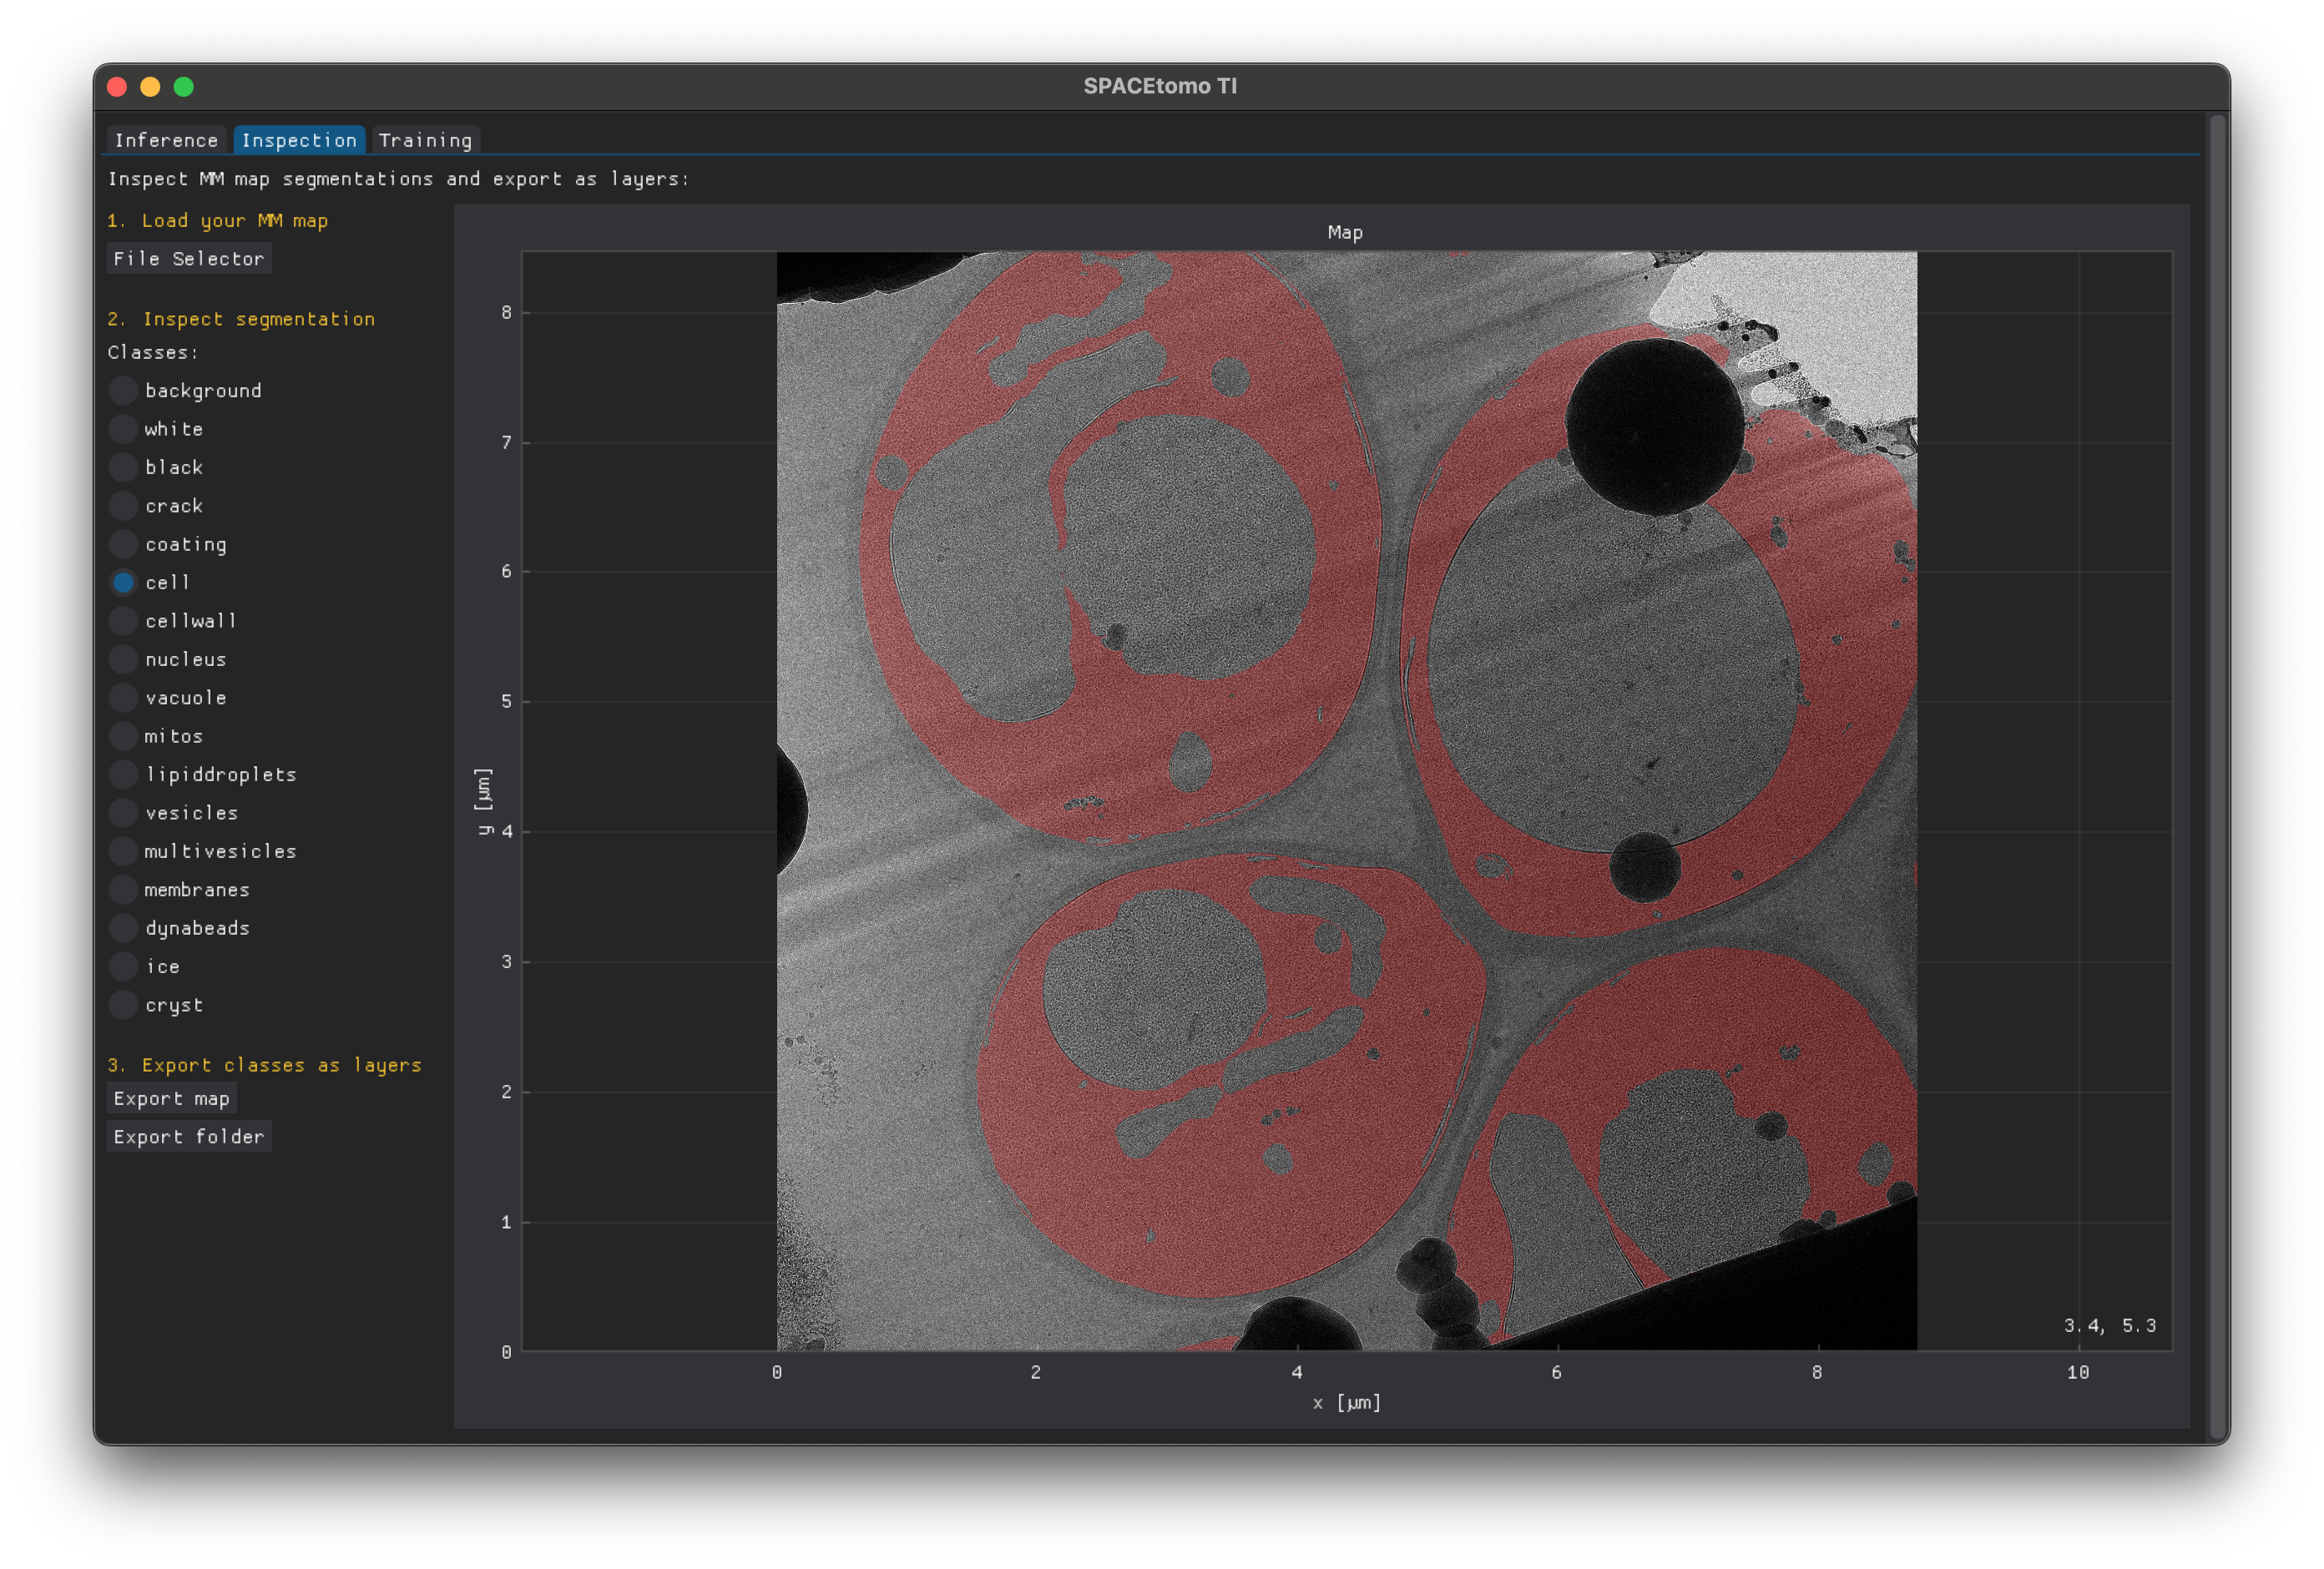 SPACEtomo TI
Inference Inspection Training
Inspect MM map segmentations and export as layers:
1. Load your MM map
File Selector
2. Inspect segmentation
Classes:
background
white
black
crack
coating
cell
cellwall
nucleus
vacuole
mitos
lipiddroplets
vesicles
multivesicles
membranes
dynabeads
ice
cryst
3. Export classes as layers
Export map
Export folder
Map
8
7
6
5
4
3
2
1
0
y [µm]
0 2 4 6 8 10
x [µm]
3.4, 5.3